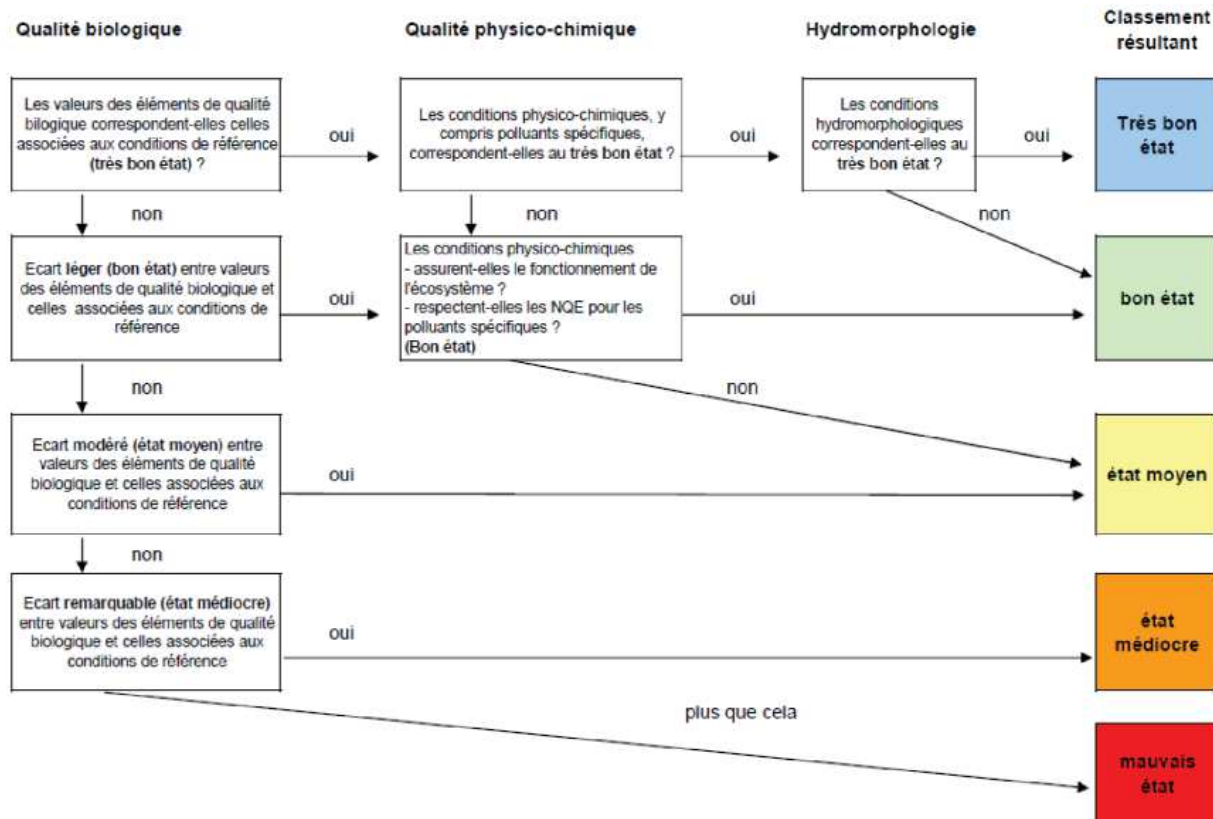 Qualité biologique
Qualité physico-chimique
Hydromorphologie
Classement
résultant
Les valeurs des éléments de qualité
bilogique correspondent-elles celles
associées aux conditions de référence
(très bon état) ?
oui
Les conditions physico-chimiques, y
compris polluants spécifiques,
correspondent-elles au très bon état ?
oui
Les conditions
hydromorphologiques
correspondent-elles au
très bon état ?
oui
Très bon
état
non
non
non
Ecart léger (bon état) entre valeurs
des éléments de qualité biologique et
celles associées aux conditions de
référence
oui
Les conditions physico-chimiques
- assurent-elles le fonctionnement de
l'écosystème ?
- respectent-elles les NQE pour les
polluants spécifiques ?
(Bon état)
oui
bon état
non
non
Ecart modéré (état moyen) entre
valeurs des éléments de qualité
biologique et celles associées aux
conditions de référence
oui
état moyen
non
Ecart remarquable (état médiocre)
entre valeurs des éléments de qualité
biologique et celles associées aux
conditions de référence
oui
état
médiocre
plus que cela
mauvais
état